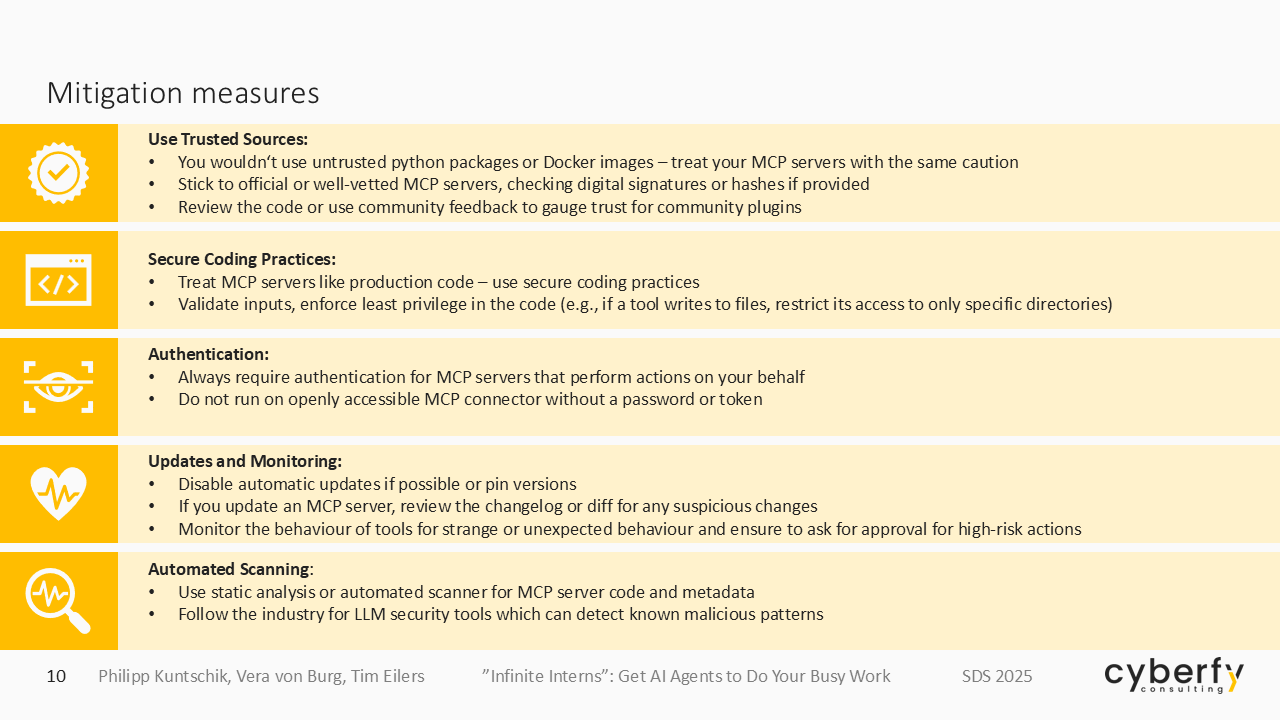 Mitigation measures
Use Trusted Sources:
• You wouldn‘t use untrusted python packages or Docker images – treat your MCP servers with the same caution
• Stick to official or well-vetted MCP servers, checking digital signatures or hashes if provided
• Review the code or use community feedback to gauge trust for community plugins
Secure Coding Practices:
• Treat MCP servers like production code – use secure coding practices
• Validate inputs, enforce least privilege in the code (e.g., if a tool writes to files, restrict its access to only specific directories)
Authentication:
• Always require authentication for MCP servers that perform actions on your behalf
• Do not run on openly accessible MCP connector without a password or token
Updates and Monitoring:
• Disable automatic updates if possible or pin versions
• If you update an MCP server, review the changelog or diff for any suspicious changes
• Monitor the behaviour of tools for strange or unexpected behaviour and ensure to ask for approval for high-risk actions
Automated Scanning:
• Use static analysis or automated scanner for MCP server code and metadata
• Follow the industry for LLM security tools which can detect known malicious patterns
10 Philipp Kuntschik, Vera von Burg, Tim Eilers ”Infinite Interns”: Get AI Agents to Do Your Busy Work SDS 2025
cyberfy
consulting